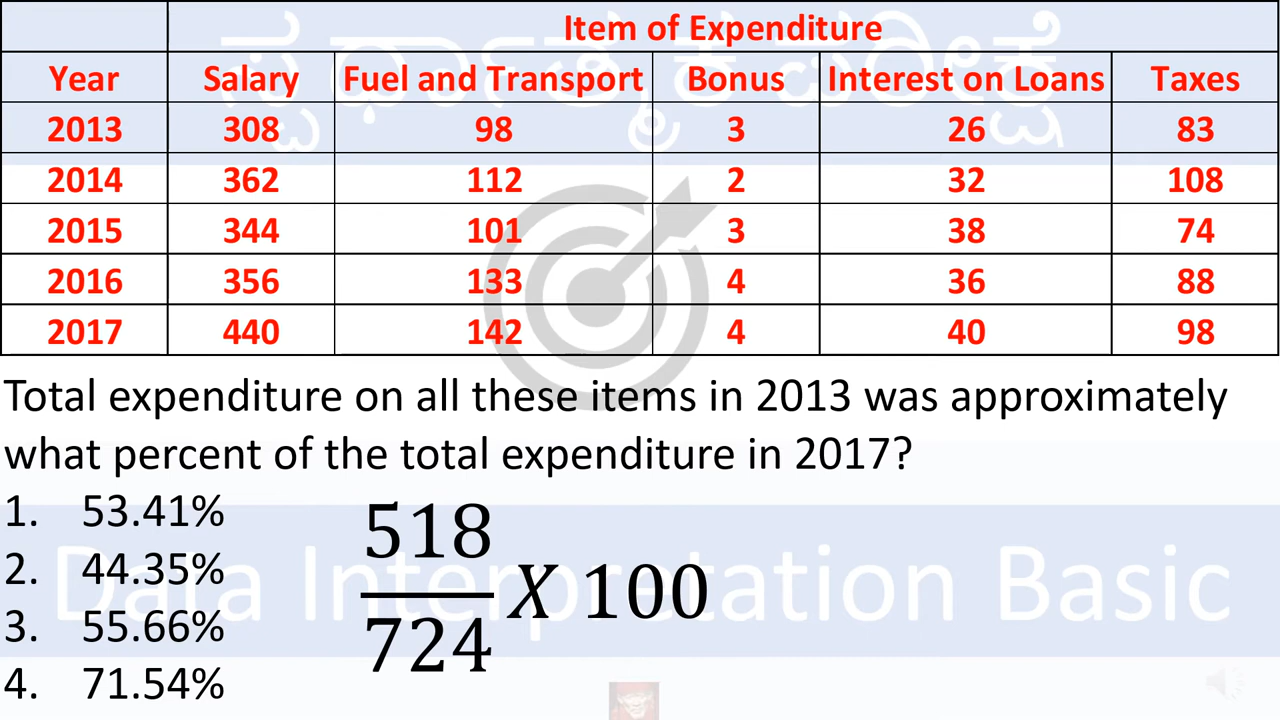 Item of Expenditure
Year Salary Fuel and Transport Bonus Interest on Loans Taxes
2013 308 98 3 26 83
2014 362 112 2 32 108
2015 344 101 3 38 74
2016 356 133 4 36 88
2017 440 142 4 40 98
Total expenditure on all these items in 2013 was approximately
what percent of the total expenditure in 2017?
1. 53.41%
2. 44.35%
3. 55.66%
4. 71.54%
518
724
X 100
Data Interpretation Basic